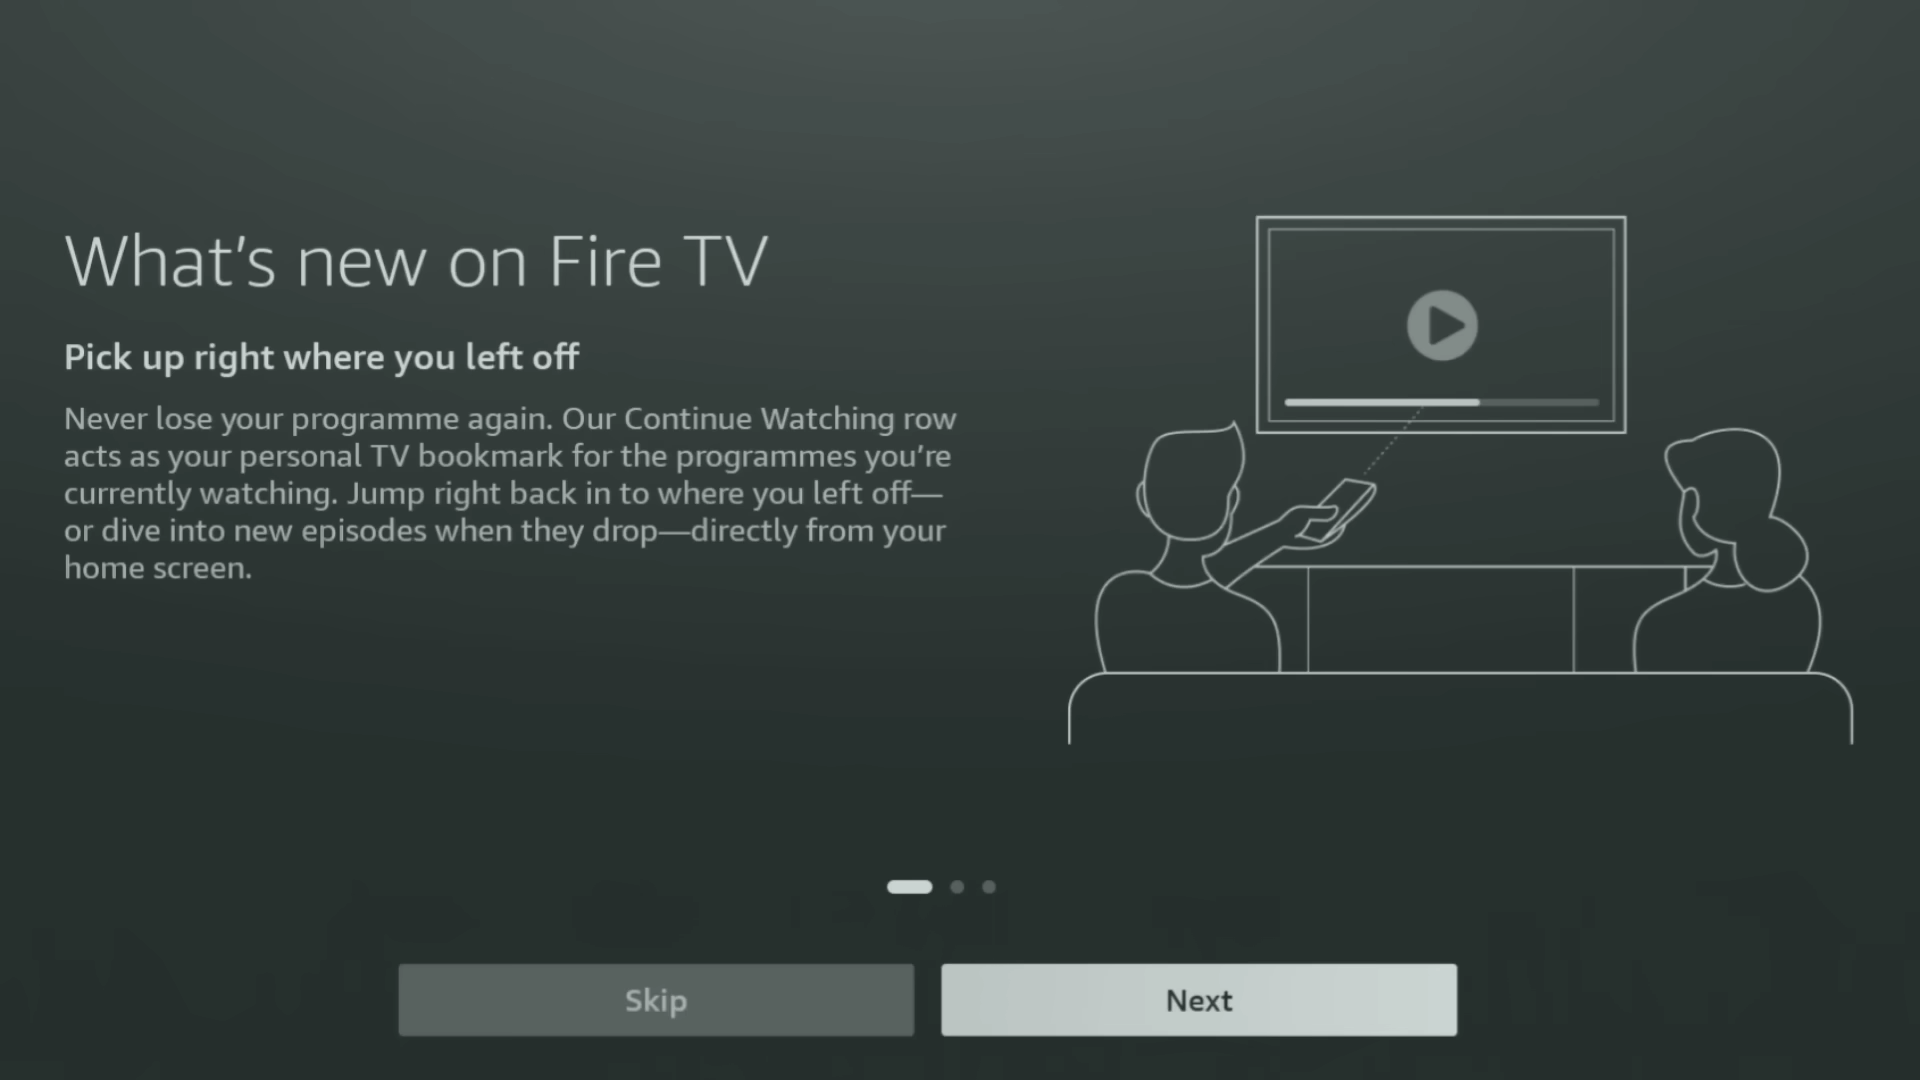 What's new on Fire TV
Pick up right where you left off
Never lose your programme again. Our Continue Watching row
acts as your personal TV bookmark for the programmes you're
currently watching. Jump right back in to where you left off—
or dive into new episodes when they drop—directly from your
home screen.
Skip
Next